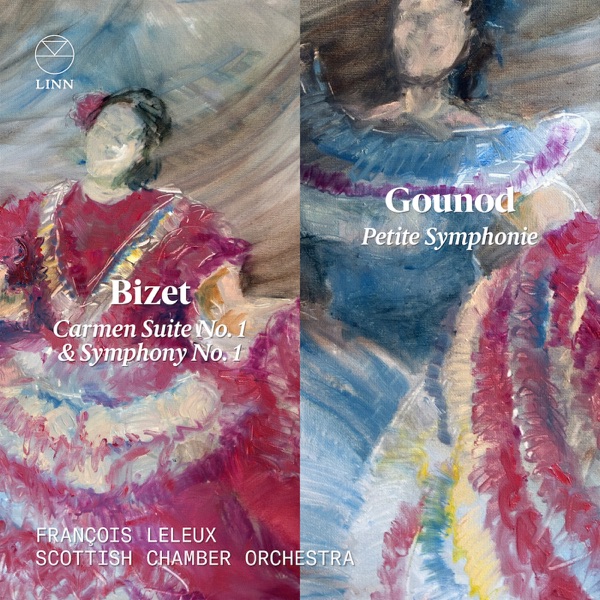 LINN
Gounod
Petite Symphonie
Bizet
Carmen Suite No. 1
& Symphony No. 1
FRANÇOIS LELEUX
SCOTTISH CHAMBER ORCHESTRA